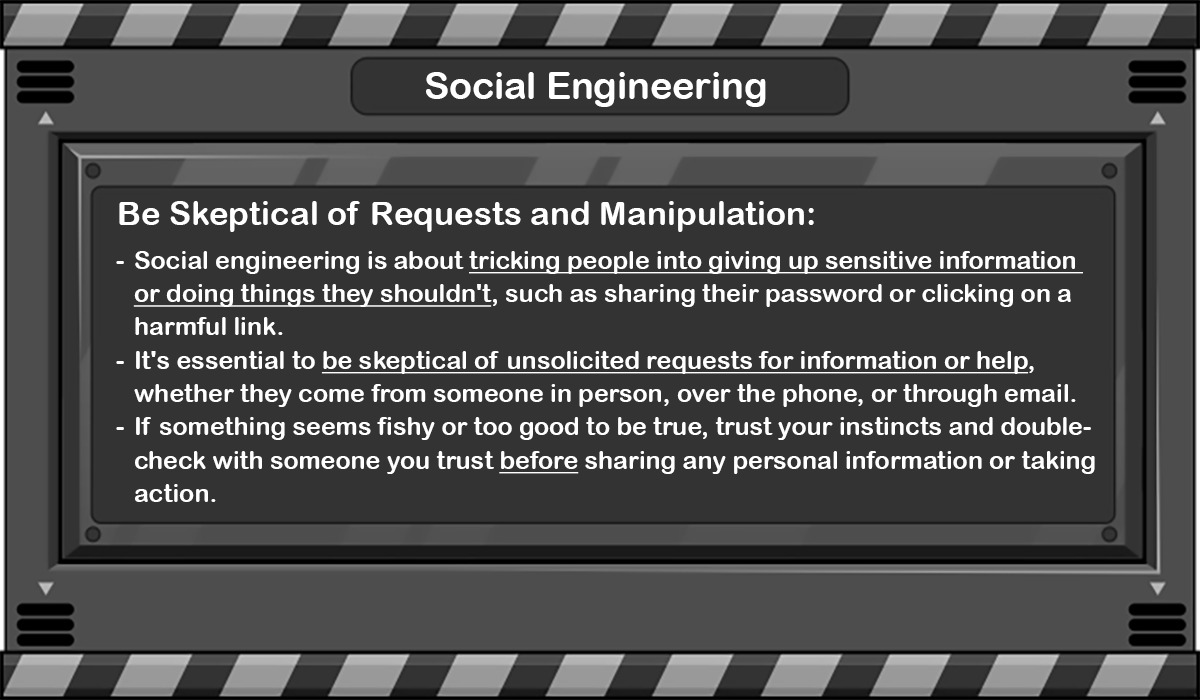 Social Engineering
Be Skeptical of Requests and Manipulation:
- Social engineering is about tricking people into giving up sensitive information
or doing things they shouldn't, such as sharing their password or clicking on a
harmful link.
- It's essential to be skeptical of unsolicited requests for information or help,
whether they come from someone in person, over the phone, or through email.
- If something seems fishy or too good to be true, trust your instincts and double-
check with someone you trust before sharing any personal information or taking
action.